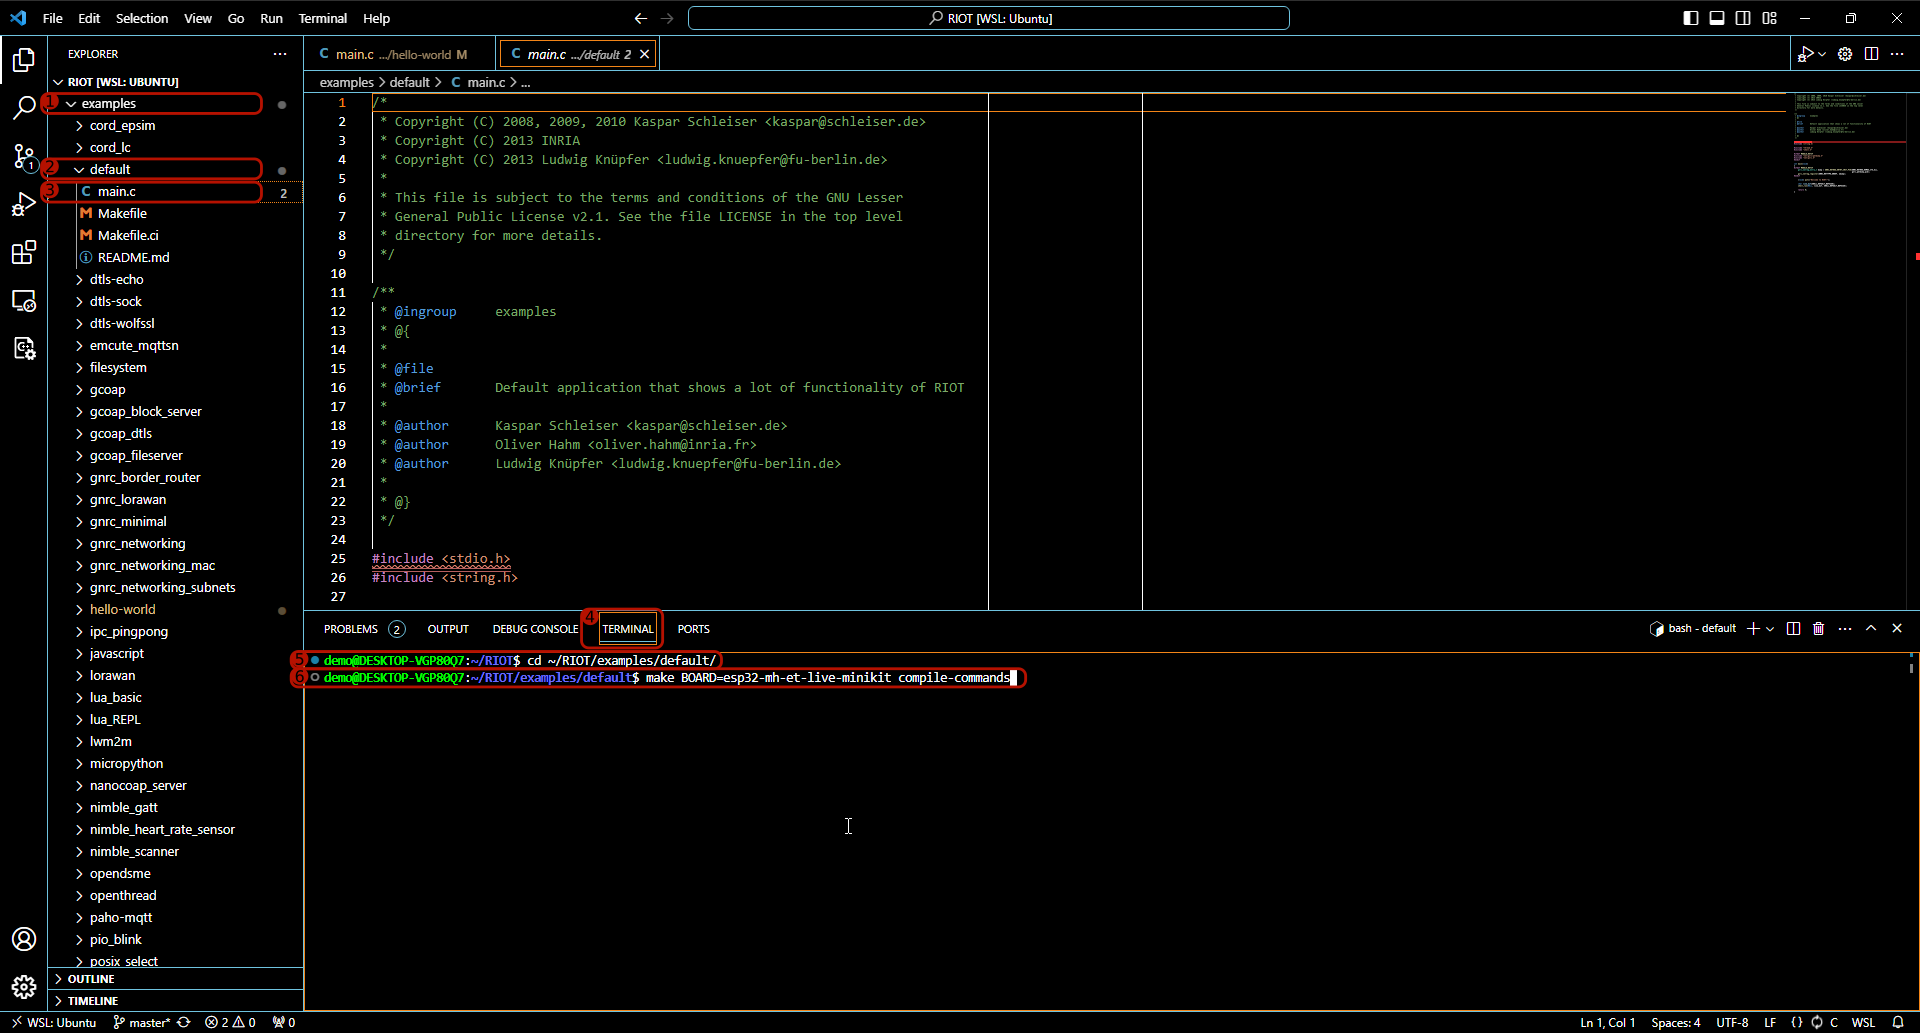 File Edit Selection View Go Run Terminal Help
RIOT [WSL: Ubuntu]
EXPLORER
RIOT [WSL: UBUNTU]
1 examples
cord_epsim
cord_lc
2 default
3 C main.c 2
M Makefile
M Makefile.ci
README.md
dtls-echo
dtls-sock
dtls-wolfssl
emcute_mqttsn
filesystem
gcoap
gcoap_block_server
gcoap_dtls
gcoap_fileserver
gnrc_border_router
gnrc_lorawan
gnrc_minimal
gnrc_networking
gnrc_networking_mac
gnrc_networking_subnets
hello-world
ipc_pingpong
javascript
lorawan
lua_basic
lua_REPL
lwm2m
micropython
nanocoap_server
nimble_gatt
nimble_heart_rate_sensor
nimble_scanner
opendsme
openthread
paho-mqtt
pio_blink
posix_select
OUTLINE
TIMELINE
1
C main.c .../hello-world M
C main.c .../default 2
examples > default > C main.c > ...
1 /*
2 * Copyright (C) 2008, 2009, 2010 Kaspar Schleiser <kaspar@schleiser.de>
3 * Copyright (C) 2013 INRIA
4 * Copyright (C) 2013 Ludwig Knüpfer <ludwig.knuepfer@fu-berlin.de>
5 *
6 * This file is subject to the terms and conditions of the GNU Lesser
7 * General Public License v2.1. See the file LICENSE in the top level
8 * directory for more details.
9 */
10
11 /**
12 * @ingroup examples
13 * @{
14 *
15 * @file
16 * @brief Default application that shows a lot of functionality of RIOT
17 *
18 * @author Kaspar Schleiser <kaspar@schleiser.de>
19 * @author Oliver Hahm <oliver.hahm@inria.fr>
20 * @author Ludwig Knüpfer <ludwig.knuepfer@fu-berlin.de>
21 *
22 * @}
23 */
24
25 #include <stdio.h>
26 #include <string.h>
27
PROBLEMS 2 OUTPUT DEBUG CONSOLE 4 TERMINAL PORTS
bash - default
5 demo@DESKTOP-VGP80Q7:~/RIOT$ cd ~/RIOT/examples/default/
6 demo@DESKTOP-VGP80Q7:~/RIOT/examples/default$ make BOARD=esp32-mh-et-live-minikit compile-commands
WSL: Ubuntu master* 2 0 0
Ln 1, Col 1 Spaces: 4 UTF-8 LF {} C WSL